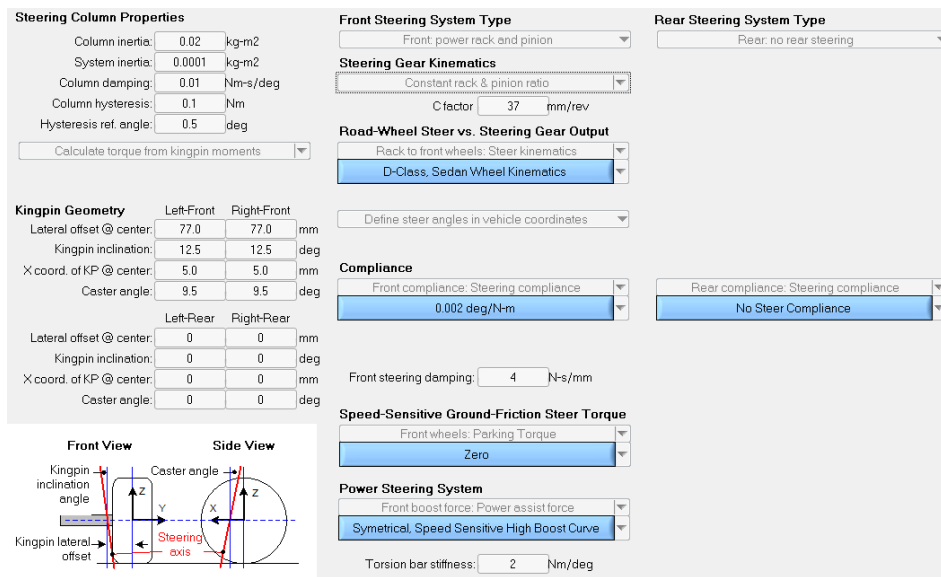 Steering Column Properties
Column inertia: 0.02 kg-m2
System inertia: 0.0001 kg-m2
Column damping: 0.01 Nm-s/deg
Column hysteresis: 0.1 Nm
Hysteresis ref. angle: 0.5 deg
Calculate torque from kingpin moments
Kingpin Geometry Left-Front Right-Front
Lateral offset @ center: 77.0 77.0 mm
Kingpin inclination: 12.5 12.5 deg
X coord. of KP @ center: 5.0 5.0 mm
Caster angle: 9.5 9.5 deg
Left-Rear Right-Rear
Lateral offset @ center: 0 0 mm
Kingpin inclination: 0 0 deg
X coord. of KP @ center: 0 0 mm
Caster angle: 0 0 deg
Front View Side View
Kingpin
inclination
angle
Z
Y
Kingpin lateral
offset
Steering
axis
Caster angle
Z
X
Front Steering System Type
Front: power rack and pinion
Steering Gear Kinematics
Constant rack & pinion ratio
C factor 37 mm/rev
Road-Wheel Steer vs. Steering Gear Output
Rack to front wheels: Steer kinematics
D-Class, Sedan Wheel Kinematics
Define steer angles in vehicle coordinates
Compliance
Front compliance: Steering compliance
0.002 deg/N-m
Front steering damping: 4 N-s/mm
Speed-Sensitive Ground-Friction Steer Torque
Front wheels: Parking Torque
Zero
Power Steering System
Front boost force: Power assist force
Symetrical, Speed Sensitive High Boost Curve
Torsion bar stiffness: 2 Nm/deg
Rear Steering System Type
Rear: no rear steering
Rear compliance: Steering compliance
No Steer Compliance